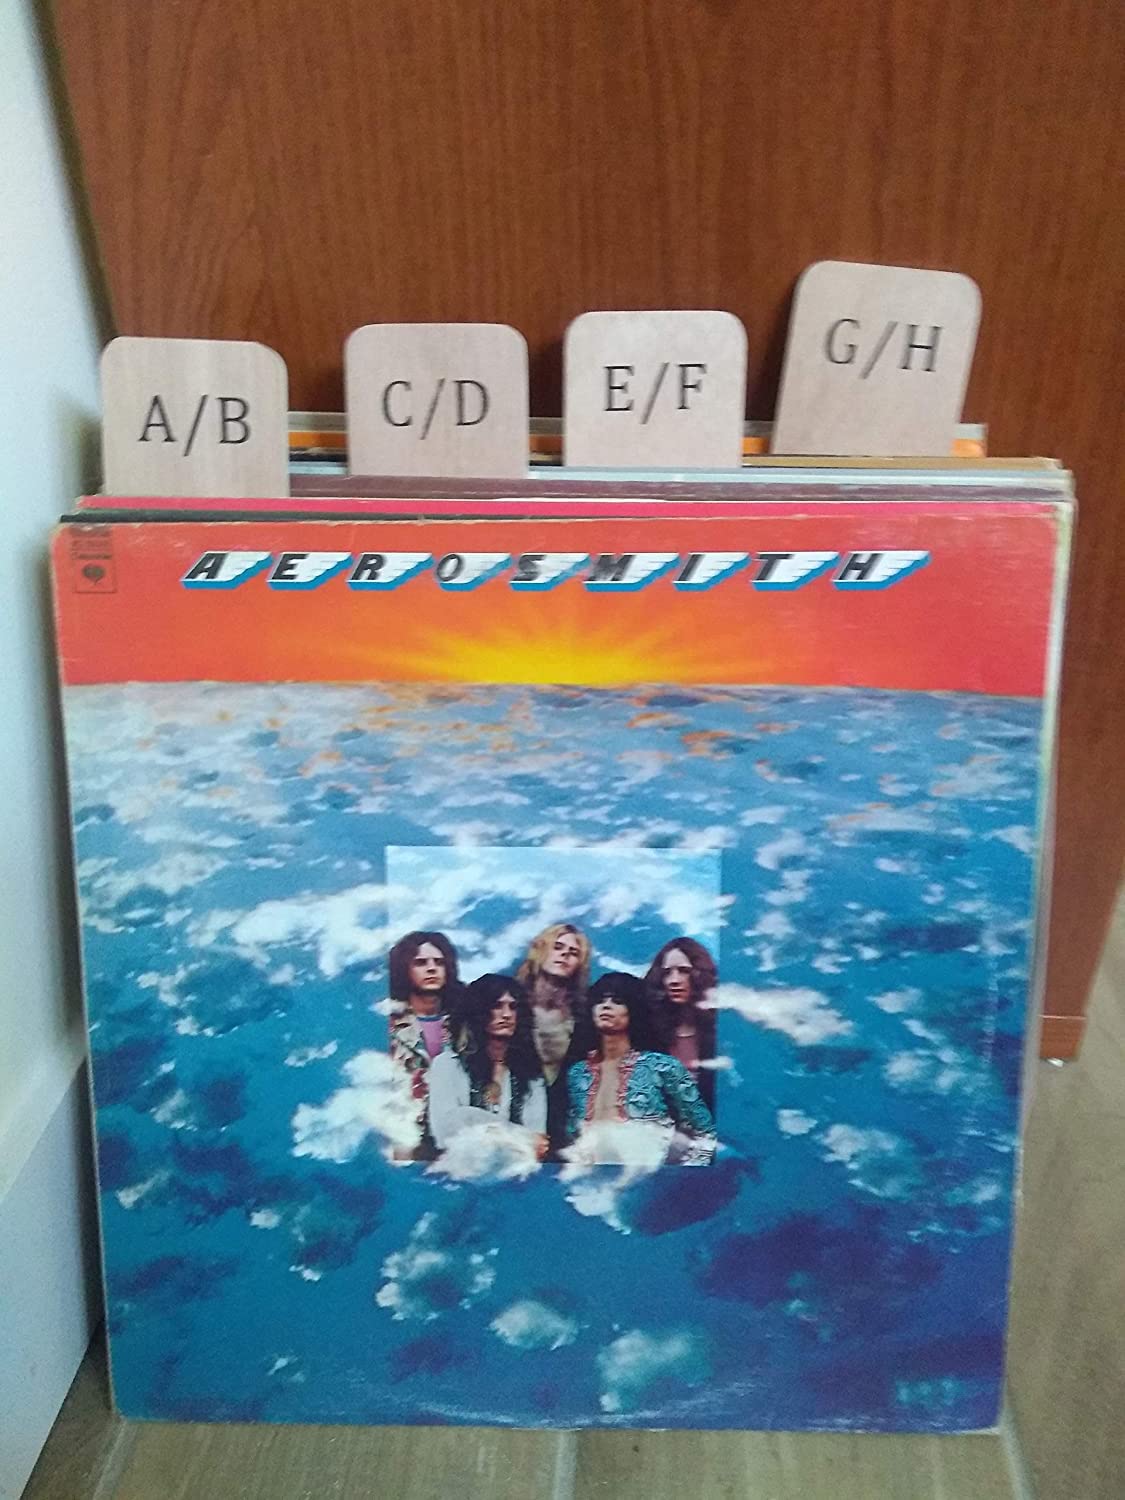 A/B
C/D
E/F
G/H
AEROSMITH